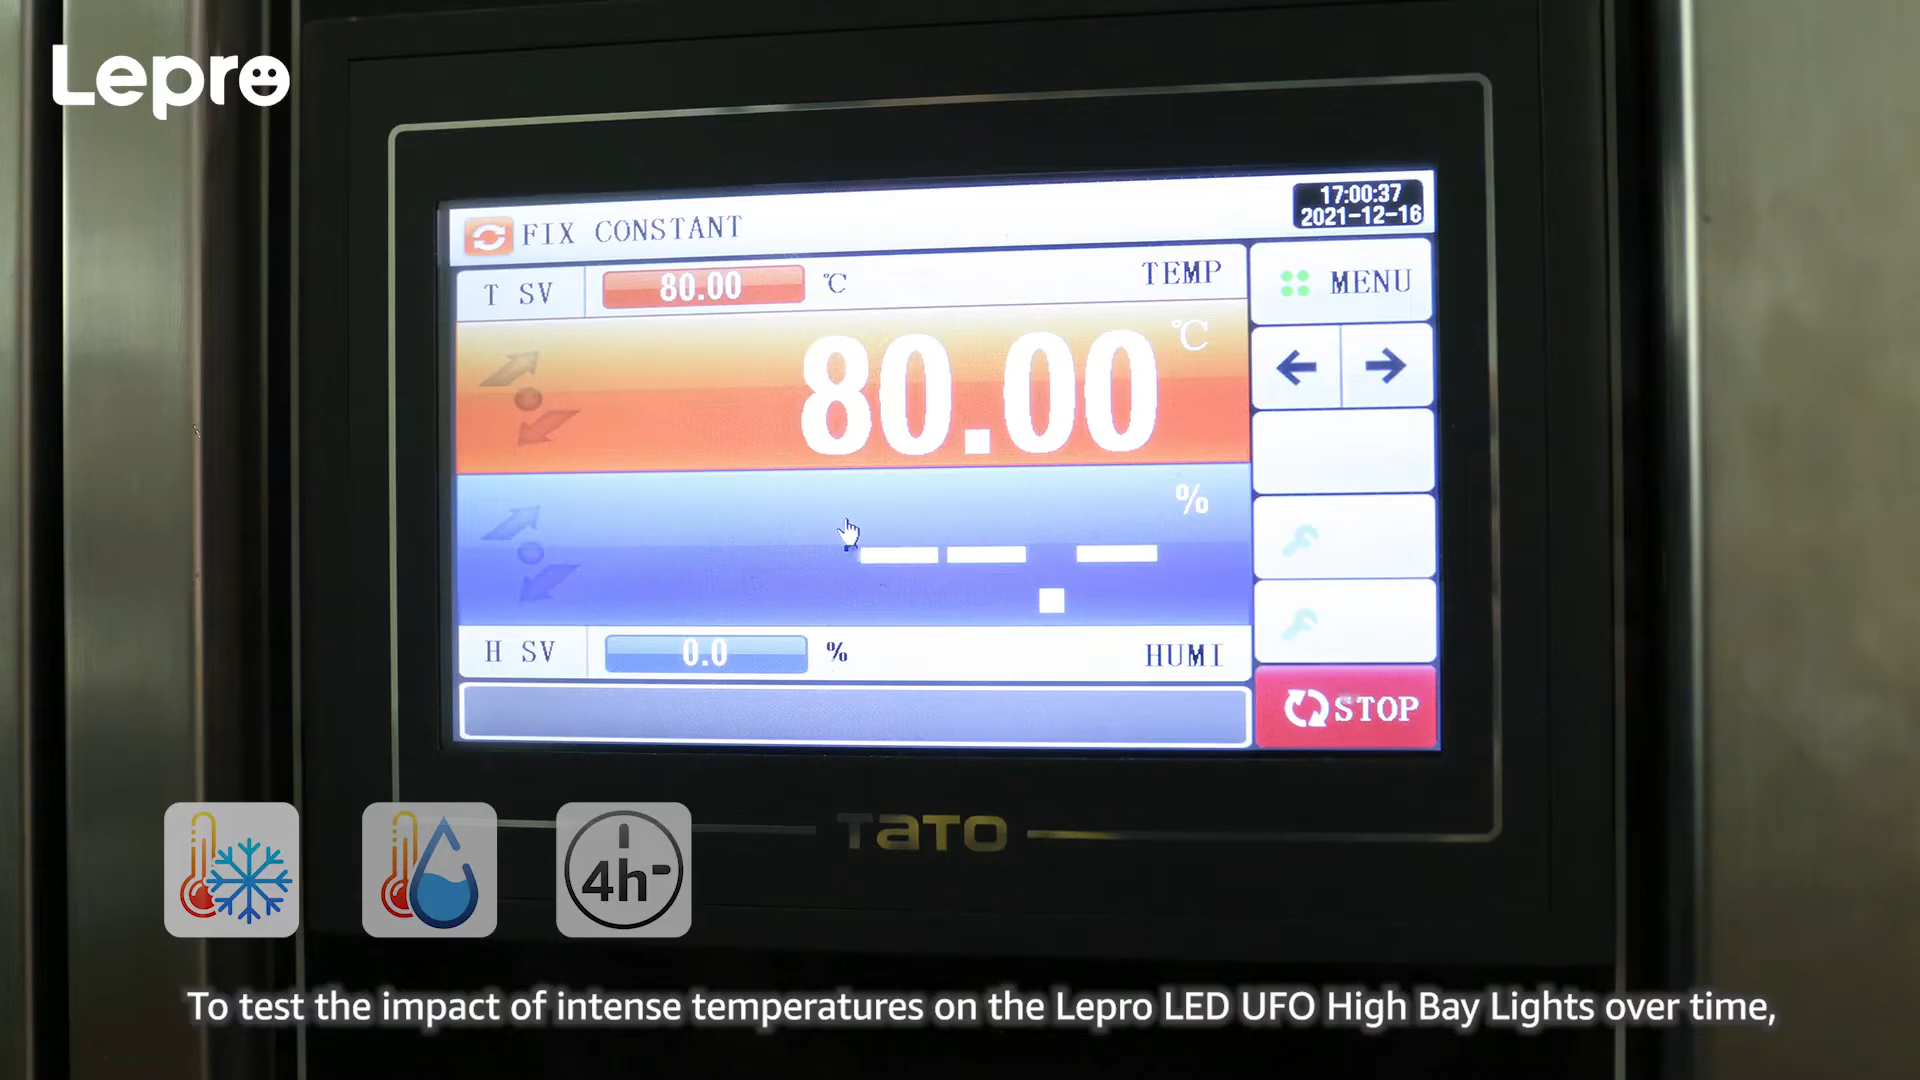 Lepro
17:00:37
2021-12-16
FIX CONSTANT
T SV 80.00 ℃ TEMP
MENU
80.00 ℃
%
--.-
H SV 0.0 % HUMI
STOP
TATO
4h
To test the impact of intense temperatures on the Lepro LED UFO High Bay Lights over time,